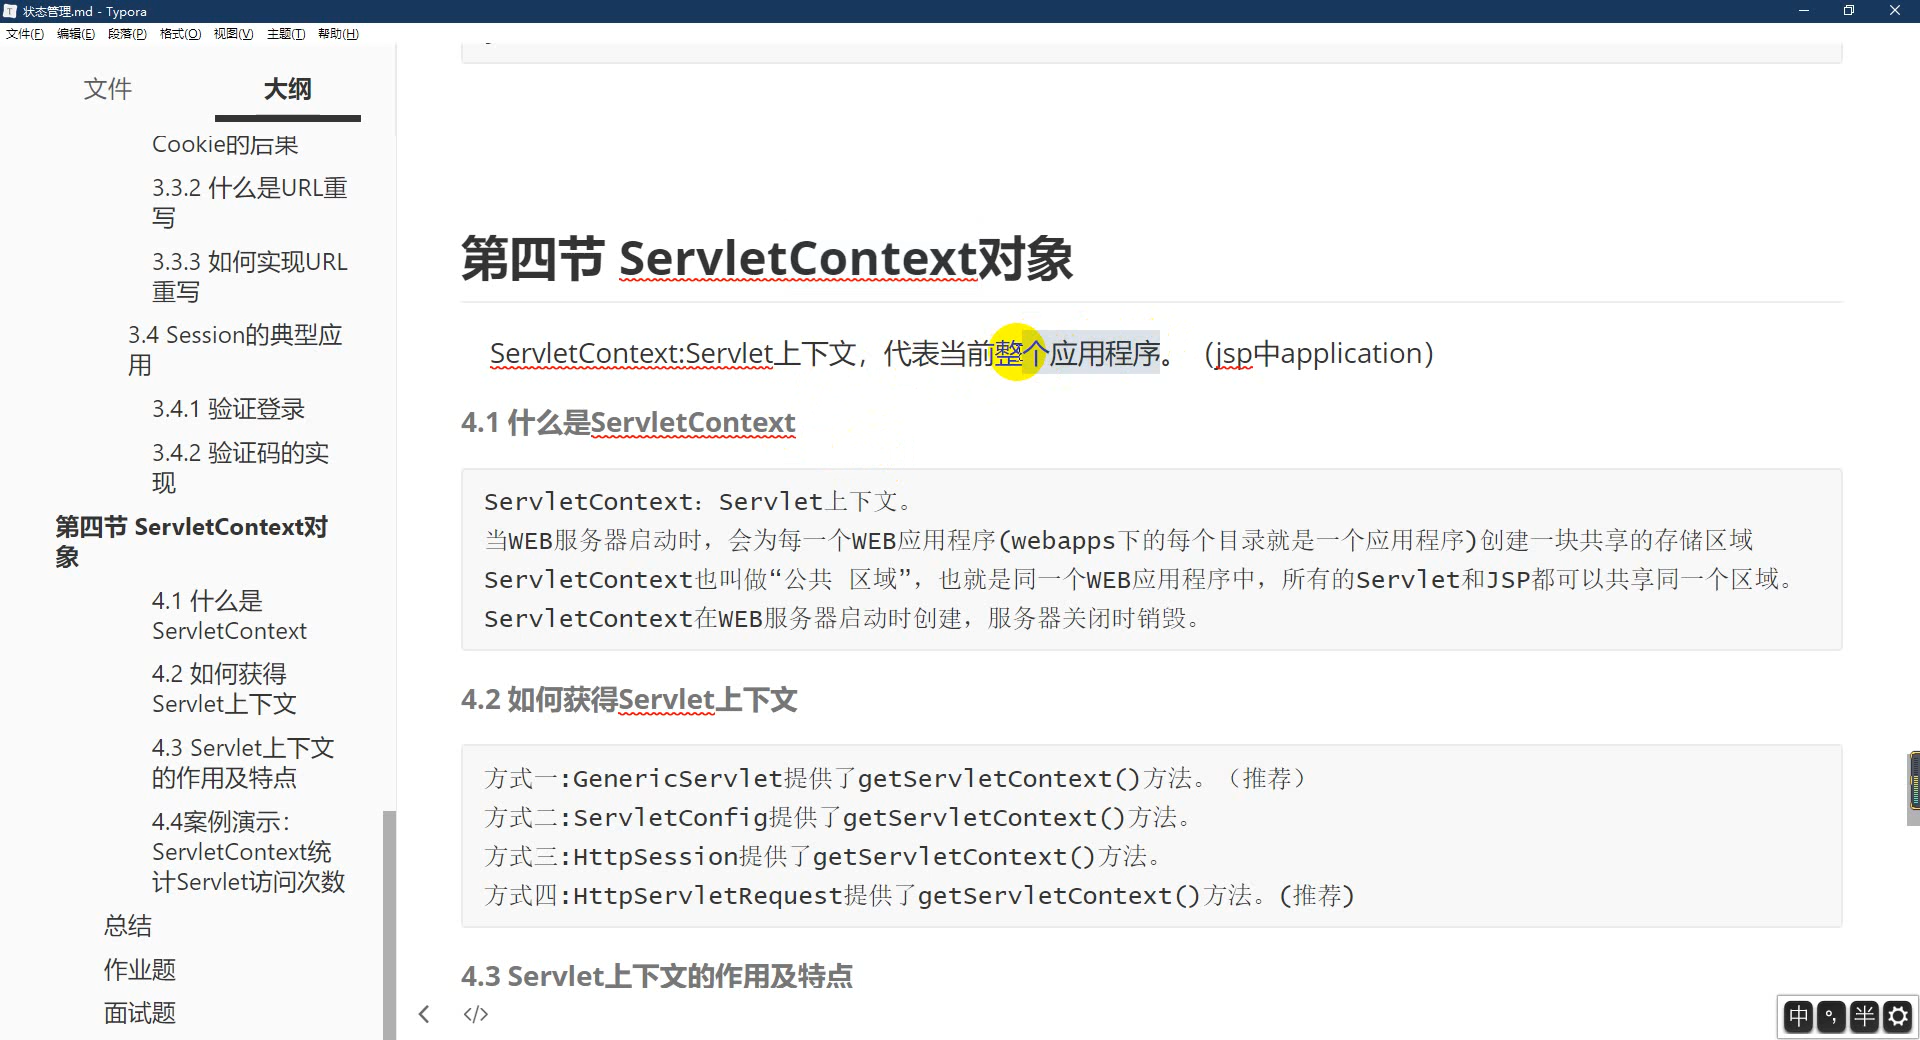 状态管理.md - Typora
文件(F) 编辑(E) 段落(P) 格式(O) 视图(V) 主题(T) 帮助(H)
文件 大纲
Cookie的后果
3.3.2 什么是URL重
写
3.3.3 如何实现URL
重写
3.4 Session的典型应
用
3.4.1 验证登录
3.4.2 验证码的实
现
第四节 ServletContext对
象
4.1 什么是
ServletContext
4.2 如何获得
Servlet上下文
4.3 Servlet上下文
的作用及特点
4.4案例演示：
ServletContext统
计Servlet访问次数
总结
作业题
面试题
第四节 ServletContext对象
ServletContext:Servlet上下文，代表当前整个应用程序。（jsp中application）
4.1 什么是ServletContext
ServletContext：Servlet上下文。
当WEB服务器启动时，会为每一个WEB应用程序(webapps下的每个目录就是一个应用程序)创建一块共享的存储区域
ServletContext也叫做“公共 区域”，也就是同一个WEB应用程序中，所有的Servlet和JSP都可以共享同一个区域。
ServletContext在WEB服务器启动时创建，服务器关闭时销毁。
4.2 如何获得Servlet上下文
方式一:GenericServlet提供了getServletContext()方法。（推荐）
方式二:ServletConfig提供了getServletContext()方法。
方式三:HttpSession提供了getServletContext()方法。
方式四:HttpServletRequest提供了getServletContext()方法。(推荐)
4.3 Servlet上下文的作用及特点
</>
中 °, 半